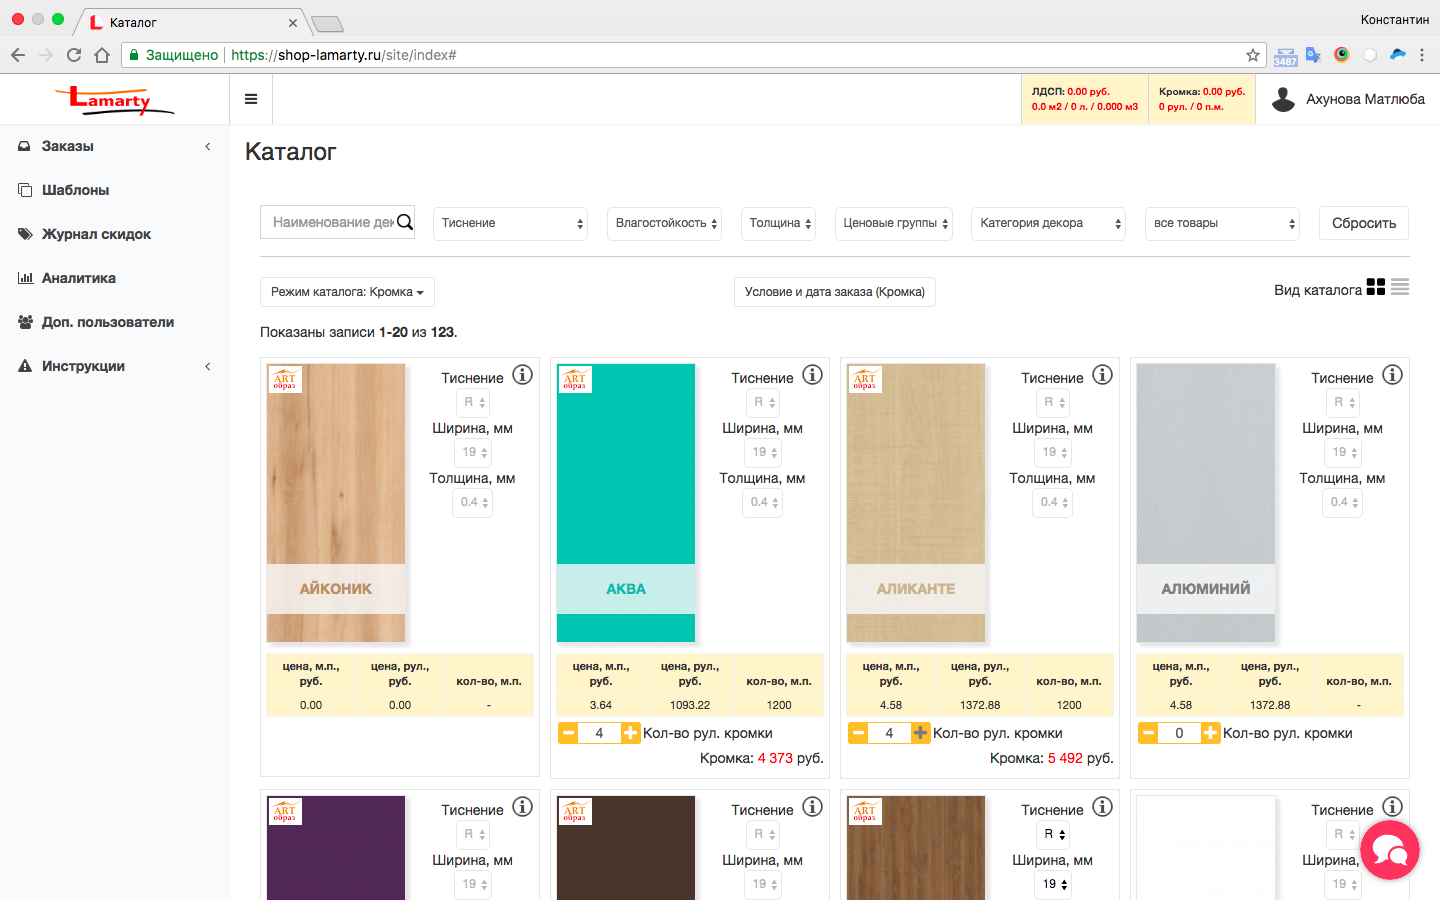 Каталог
Константин
Защищено
https://shop-lamarty.ru/site/index#
3487
Lamarty
ЛДСП: 0.00 руб.
0.0 м2 / 0 л. / 0.000 м3
Кромка: 0.00 руб.
0 рул. / 0 п.м.
Ахунова Матлюба
Заказы
Шаблоны
Журнал скидок
Аналитика
Доп. пользователи
Инструкции
Каталог
Наименование дек
Тиснение
Влагостойкость
Толщина
Ценовые группы
Категория декора
все товары
Сбросить
Режим каталога: Кромка
Условие и дата заказа (Кромка)
Вид каталога
Показаны записи 1-20 из 123.
ART
образ
Тиснение
R
Ширина, мм
19
Толщина, мм
0.4
АЙКОНИК
цена, м.п., руб.
цена, рул., руб.
кол-во, м.п.
0.00
0.00
-
ART
образ
Тиснение
R
Ширина, мм
19
Толщина, мм
0.4
АКВА
цена, м.п., руб.
цена, рул., руб.
кол-во, м.п.
3.64
1093.22
1200
4
Кол-во рул. кромки
Кромка: 4 373 руб.
ART
образ
Тиснение
R
Ширина, мм
19
Толщина, мм
0.4
АЛИКАНТЕ
цена, м.п., руб.
цена, рул., руб.
кол-во, м.п.
4.58
1372.88
1200
4
Кол-во рул. кромки
Кромка: 5 492 руб.
Тиснение
R
Ширина, мм
19
Толщина, мм
0.4
АЛЮМИНИЙ
цена, м.п., руб.
цена, рул., руб.
кол-во, м.п.
4.58
1372.88
-
0
Кол-во рул. кромки
ART
образ
Тиснение
R
Ширина, мм
19
ART
образ
Тиснение
R
Ширина, мм
19
ART
образ
Тиснение
R
Ширина, мм
19
Тиснение
R
Ширина, мм
19